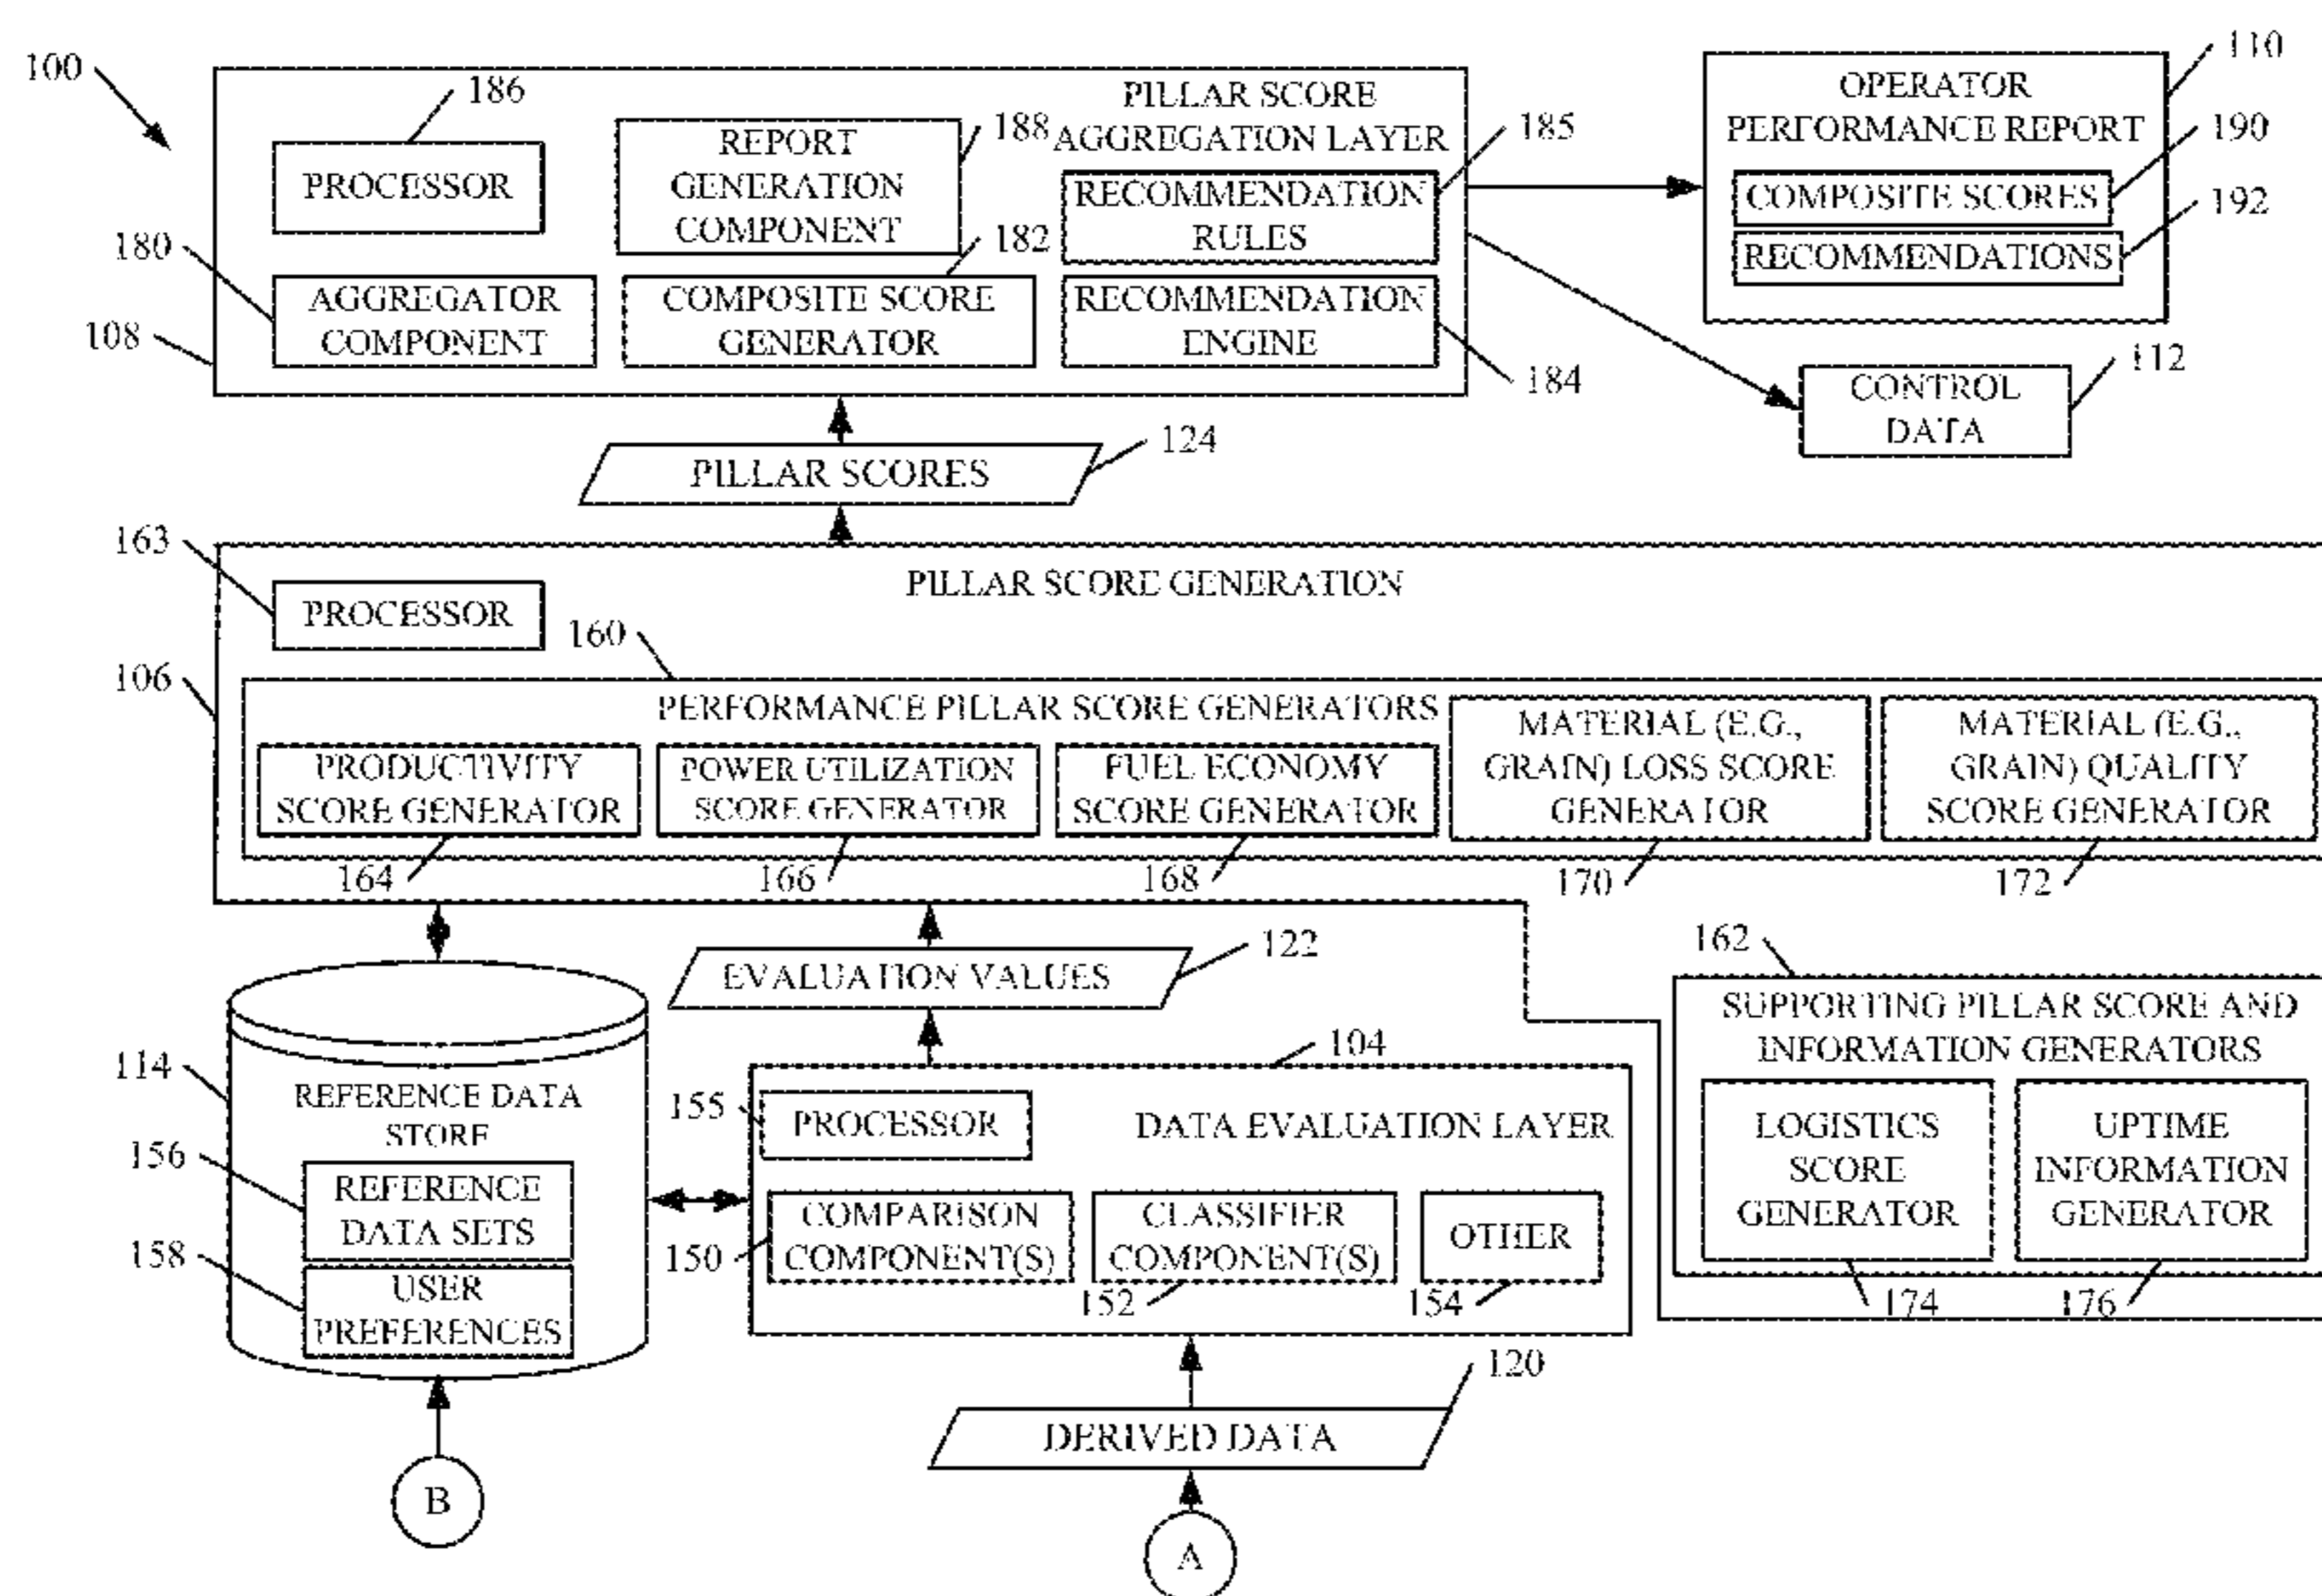 100
186
PROCESSOR
REPORT
GENERATION
COMPONENT
188
PILLAR SCORE
AGGREGATION LAYER
185
RECOMMENDATION
RULES
180
AGGREGATOR
COMPONENT
108
182
COMPOSITE SCORE
GENERATOR
RECOMMENDATION
ENGINE
184
110
OPERATOR
PERFORMANCE REPORT
190
COMPOSITE SCORES
192
RECOMMENDATIONS
112
CONTROL
DATA
124
PILLAR SCORES
163
PROCESSOR
PILLAR SCORE GENERATION
160
106
PERFORMANCE PILLAR SCORE GENERATORS
PRODUCTIVITY
SCORE GENERATOR
POWER UTILIZATION
SCORE GENERATOR
FUEL ECONOMY
SCORE GENERATOR
MATERIAL (E.G.,
GRAIN) LOSS SCORE
GENERATOR
MATERIAL (E.G.,
GRAIN) QUALITY
SCORE GENERATOR
164
166
168
170
172
122
EVALUATION VALUES
162
SUPPORTING PILLAR SCORE AND
INFORMATION GENERATORS
LOGISTICS
SCORE
GENERATOR
UPTIME
INFORMATION
GENERATOR
174
176
114
REFERENCE DATA
STORE
156
REFERENCE
DATA SETS
158
USER
PREFERENCES
104
155
PROCESSOR
DATA EVALUATION LAYER
150
COMPARISON
COMPONENT(S)
CLASSIFIER
COMPONENT(S)
OTHER
152
154
120
DERIVED DATA
B
A